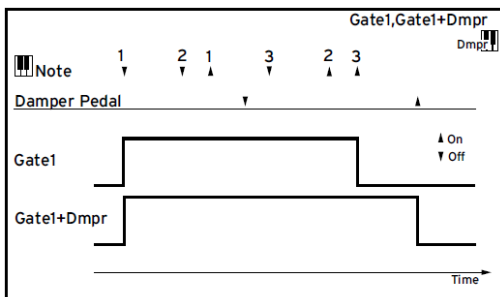 Gate1,Gate1+Dmpr
Dmpr
1 2 1 3 2 3
Note
Damper Pedal
▲ On
▼ Off
Gate1
Gate1+Dmpr
Time